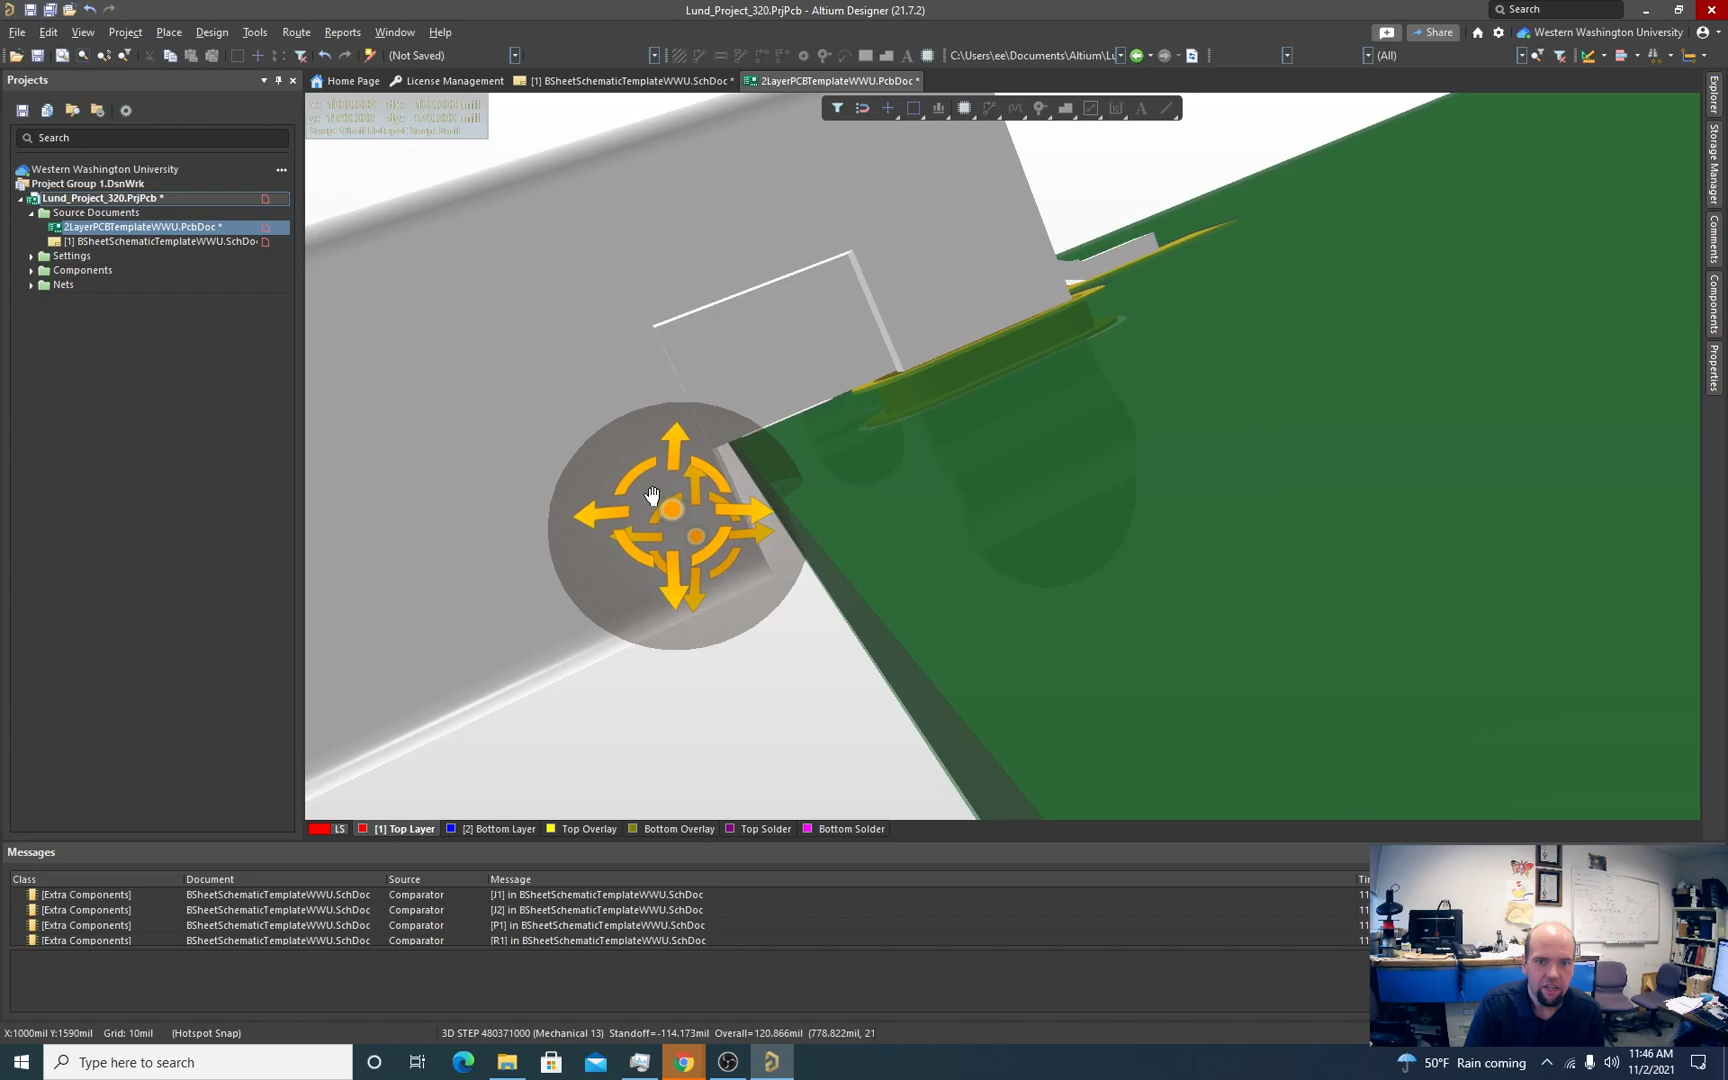 Lund_Project_320.PrjPcb - Altium Designer (21.7.2)
Search
File Edit View Project Place Design Tools Route Reports Window Help
Share
Western Washington University
(Not Saved)
C:\Users\ee\Documents\Altium\Lu
(All)
Projects
Home Page
License Management
[1] BSheetSchematicTemplateWWU.SchDoc *
2LayerPCBTemplateWWU.PcbDoc *
Search
Western Washington University
Project Group 1.DsnWrk
Lund_Project_320.PrjPcb *
Source Documents
2LayerPCBTemplateWWU.PcbDoc *
[1] BSheetSchematicTemplateWWU.SchDo
Settings
Components
Nets
Explorer
Storage Manager
Comments
Components
Properties
LS
[1] Top Layer
[2] Bottom Layer
Top Overlay
Bottom Overlay
Top Solder
Bottom Solder
Messages
Class Document Source Message Ti
[Extra Components] BSheetSchematicTemplateWWU.SchDoc Comparator [J1] in BSheetSchematicTemplateWWU.SchDoc 11
[Extra Components] BSheetSchematicTemplateWWU.SchDoc Comparator [J2] in BSheetSchematicTemplateWWU.SchDoc 11
[Extra Components] BSheetSchematicTemplateWWU.SchDoc Comparator [P1] in BSheetSchematicTemplateWWU.SchDoc 11
[Extra Components] BSheetSchematicTemplateWWU.SchDoc Comparator [R1] in BSheetSchematicTemplateWWU.SchDoc 11
X:1000mil Y:1590mil Grid: 10mil (Hotspot Snap)
3D STEP 480371000 (Mechanical 13) Standoff=-114.173mil Overall=120.866mil (778.822mil, 21
Type here to search
50°F Rain coming
11:46 AM
11/2/2021